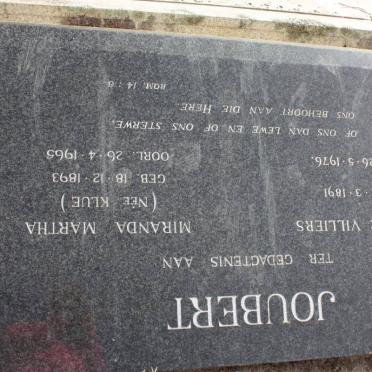 JOUBERT
TER GEDAGTENIS AAN
VILLIERS MIRANDA MARTHA
(NÉE KLUE)
3 · 1891 GEB. 18 · 12 · 1893
26 · 5 · 1976. OORL. 26 · 4 · 1965
OF ONS DAN LEWE EN OF ONS STERWE,
ONS BEHOORT AAN DIE HERE.
ROM. 14 : 8